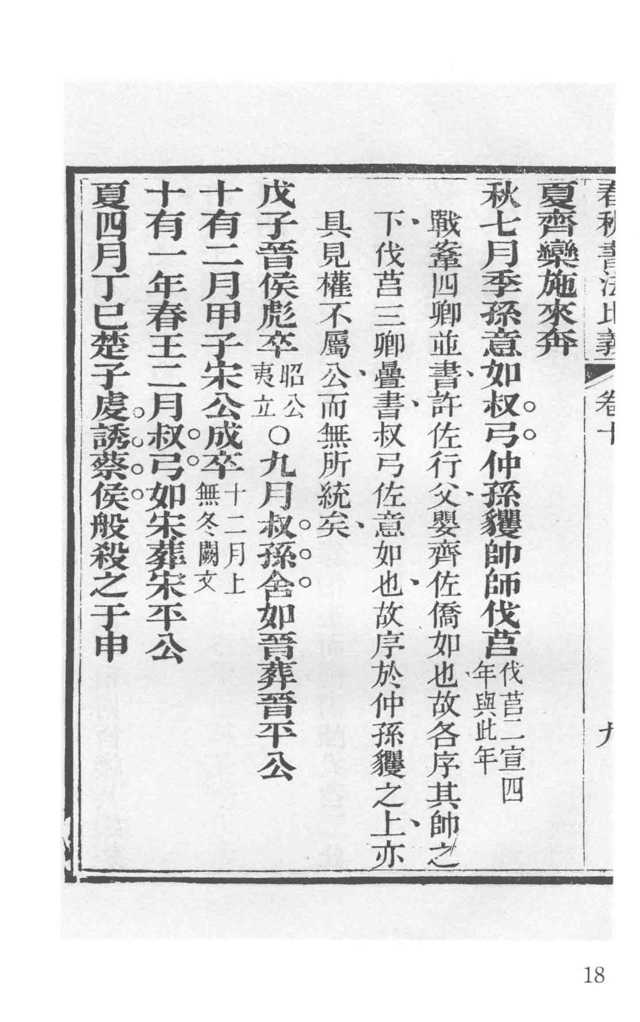 春秋書法比義 卷十 九
夏齊欒施來奔
秋七月季孫意如叔弓仲孫貜帥師伐莒伐莒二宣四年與此年
戰鞌四卿並書許佐行父嬰齊佐僑如也故各序其帥之
下伐莒三卿疊書叔弓佐意如也故序於仲孫貜之上亦
具見權不屬公而無所統矣
戊子晉侯彪卒昭公夷立○九月叔孫舍如晉葬晉平公
十有二月甲子宋公成卒十二月上無冬闕文
十有一年春王二月叔弓如宋葬宋平公
夏四月丁巳楚子虔誘蔡侯般殺之于申
18